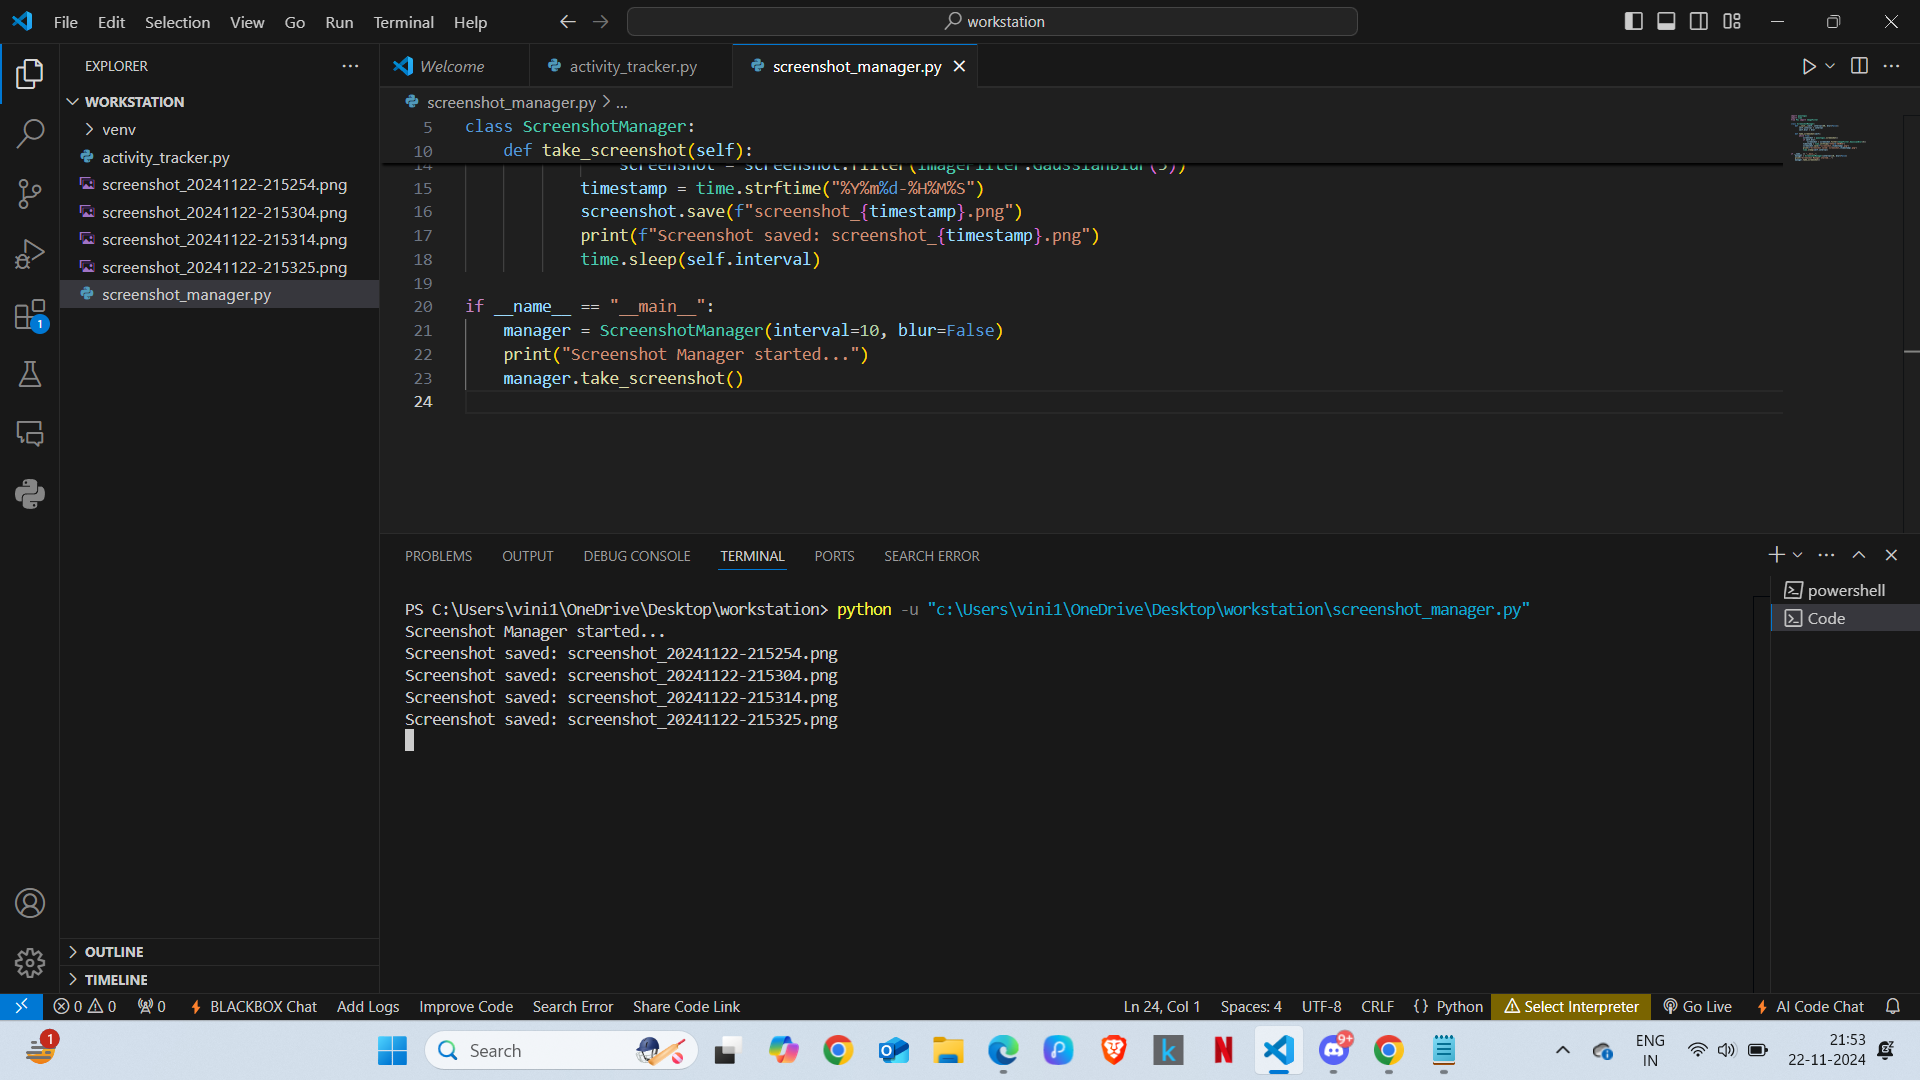 File Edit Selection View Go Run Terminal Help
workstation
EXPLORER
WORKSTATION
venv
activity_tracker.py
screenshot_20241122-215254.png
screenshot_20241122-215304.png
screenshot_20241122-215314.png
screenshot_20241122-215325.png
screenshot_manager.py
OUTLINE
TIMELINE
1
Welcome activity_tracker.py screenshot_manager.py
screenshot_manager.py > ...
5 class ScreenshotManager:
10 def take_screenshot(self):
14 screenshot = screenshot.filter(ImageFilter.GaussianBlur(5))
15 timestamp = time.strftime("%Y%m%d-%H%M%S")
16 screenshot.save(f"screenshot_{timestamp}.png")
17 print(f"Screenshot saved: screenshot_{timestamp}.png")
18 time.sleep(self.interval)
19
20 if __name__ == "__main__":
21 manager = ScreenshotManager(interval=10, blur=False)
22 print("Screenshot Manager started...")
23 manager.take_screenshot()
24
PROBLEMS OUTPUT DEBUG CONSOLE TERMINAL PORTS SEARCH ERROR
PS C:\Users\vini1\OneDrive\Desktop\workstation> python -u "c:\Users\vini1\OneDrive\Desktop\workstation\screenshot_manager.py"
Screenshot Manager started...
Screenshot saved: screenshot_20241122-215254.png
Screenshot saved: screenshot_20241122-215304.png
Screenshot saved: screenshot_20241122-215314.png
Screenshot saved: screenshot_20241122-215325.png
powershell
Code
0 0 0 BLACKBOX Chat Add Logs Improve Code Search Error Share Code Link Ln 24, Col 1 Spaces: 4 UTF-8 CRLF {} Python Select Interpreter Go Live AI Code Chat
1 Search k N 9+ ENG 21:53
IN 22-11-2024